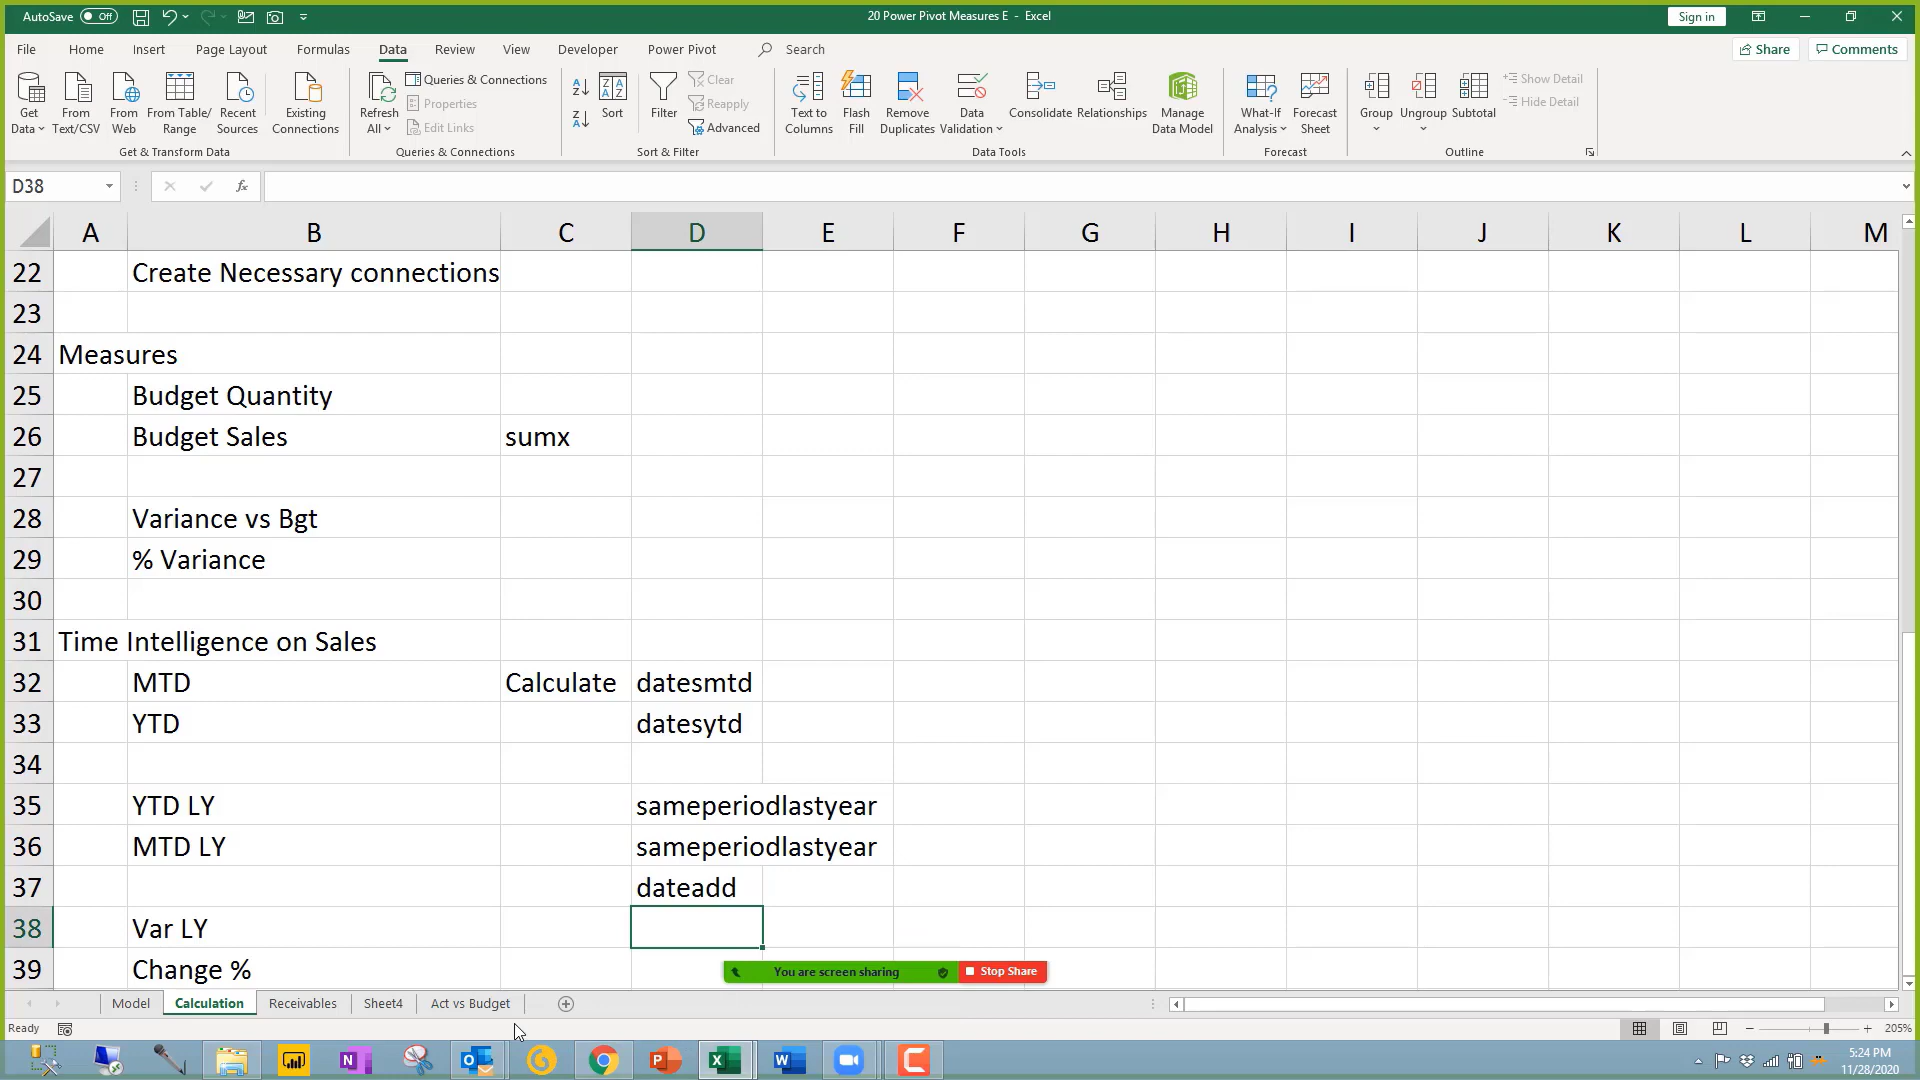 AutoSave Off
20 Power Pivot Measures E - Excel
Sign in
File Home Insert Page Layout Formulas Data Review View Developer Power Pivot Search
Share Comments
Get Data
From Text/CSV
From Web
From Table/ Range
Recent Sources
Existing Connections
Get & Transform Data
Refresh All
Queries & Connections
Properties
Edit Links
Queries & Connections
Sort
Filter
Clear
Reapply
Advanced
Sort & Filter
Text to Columns
Flash Fill
Remove Duplicates
Data Validation
Consolidate
Relationships
Manage Data Model
Data Tools
What-If Analysis
Forecast Sheet
Forecast
Group
Ungroup
Subtotal
Show Detail
Hide Detail
Outline
D38
fx
A B C D E F G H I J K L M
22 Create Necessary connections
23
24 Measures
25 Budget Quantity
26 Budget Sales sumx
27
28 Variance vs Bgt
29 % Variance
30
31 Time Intelligence on Sales
32 MTD Calculate datesmtd
33 YTD datesytd
34
35 YTD LY sameperiodlastyear
36 MTD LY sameperiodlastyear
37 dateadd
38 Var LY
39 Change %
You are screen sharing Stop Share
Model Calculation Receivables Sheet4 Act vs Budget
Ready
205%
5:24 PM
11/28/2020